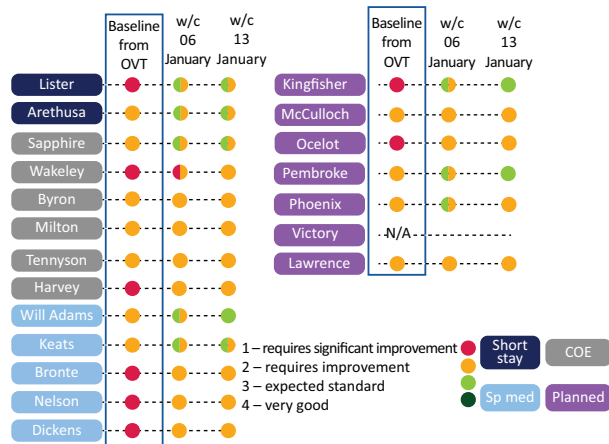 Baseline from OVT
w/c 06 January
w/c 13 January
Lister
Arethusa
Sapphire
Wakeley
Byron
Milton
Tennyson
Harvey
Will Adams
Keats
Bronte
Nelson
Dickens
Baseline from OVT
w/c 06 January
w/c 13 January
Kingfisher
McCulloch
Ocelot
Pembroke
Phoenix
Victory N/A
Lawrence
1 – requires significant improvement
2 – requires improvement
3 – expected standard
4 – very good
Short stay
COE
Sp med
Planned